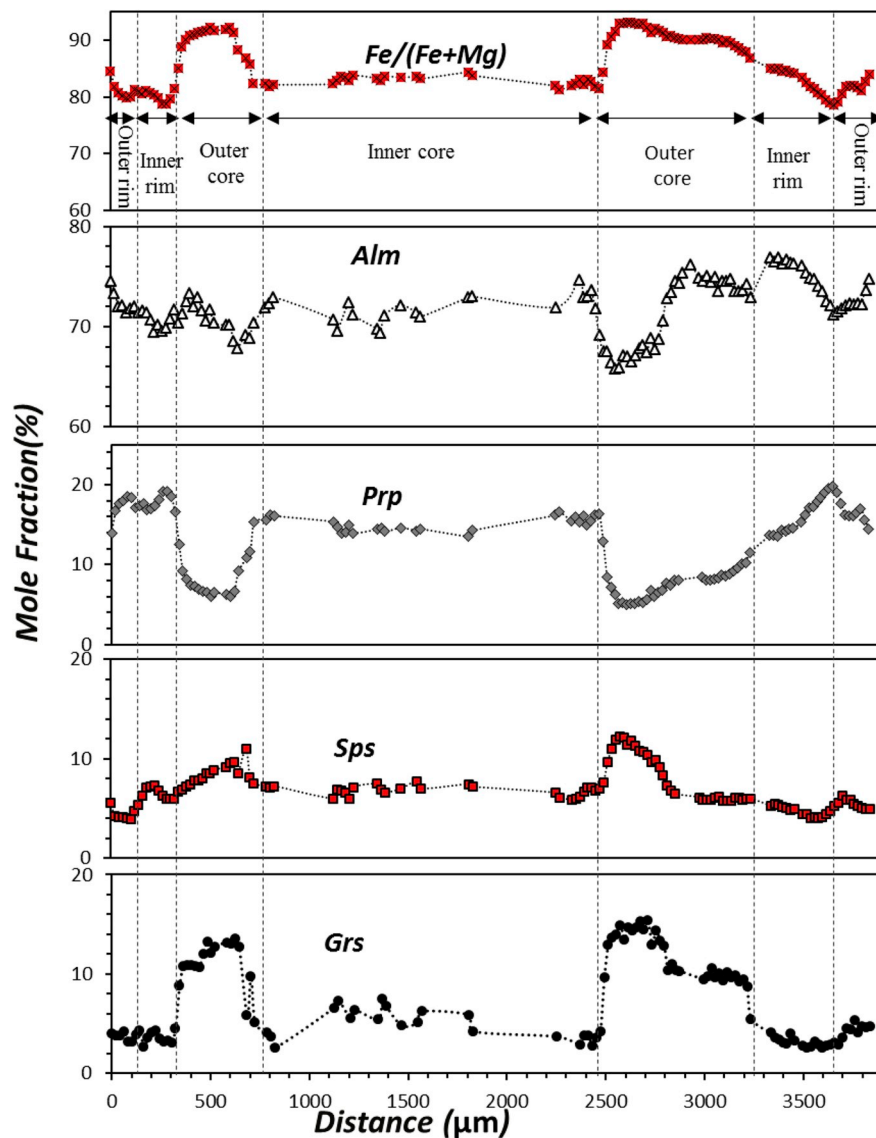 90
80
70
60
Fe/(Fe+Mg)
Outer rim
Inner
rim
Outer
core
Inner core
Outer
core
Inner
rim
Outer rim
Mole Fraction(%)
80
70
60
Alm
20
10
0
Prp
20
10
0
Sps
20
10
0
Grs
0 500 1000 1500 2000 2500 3000 3500
Distance (μm)